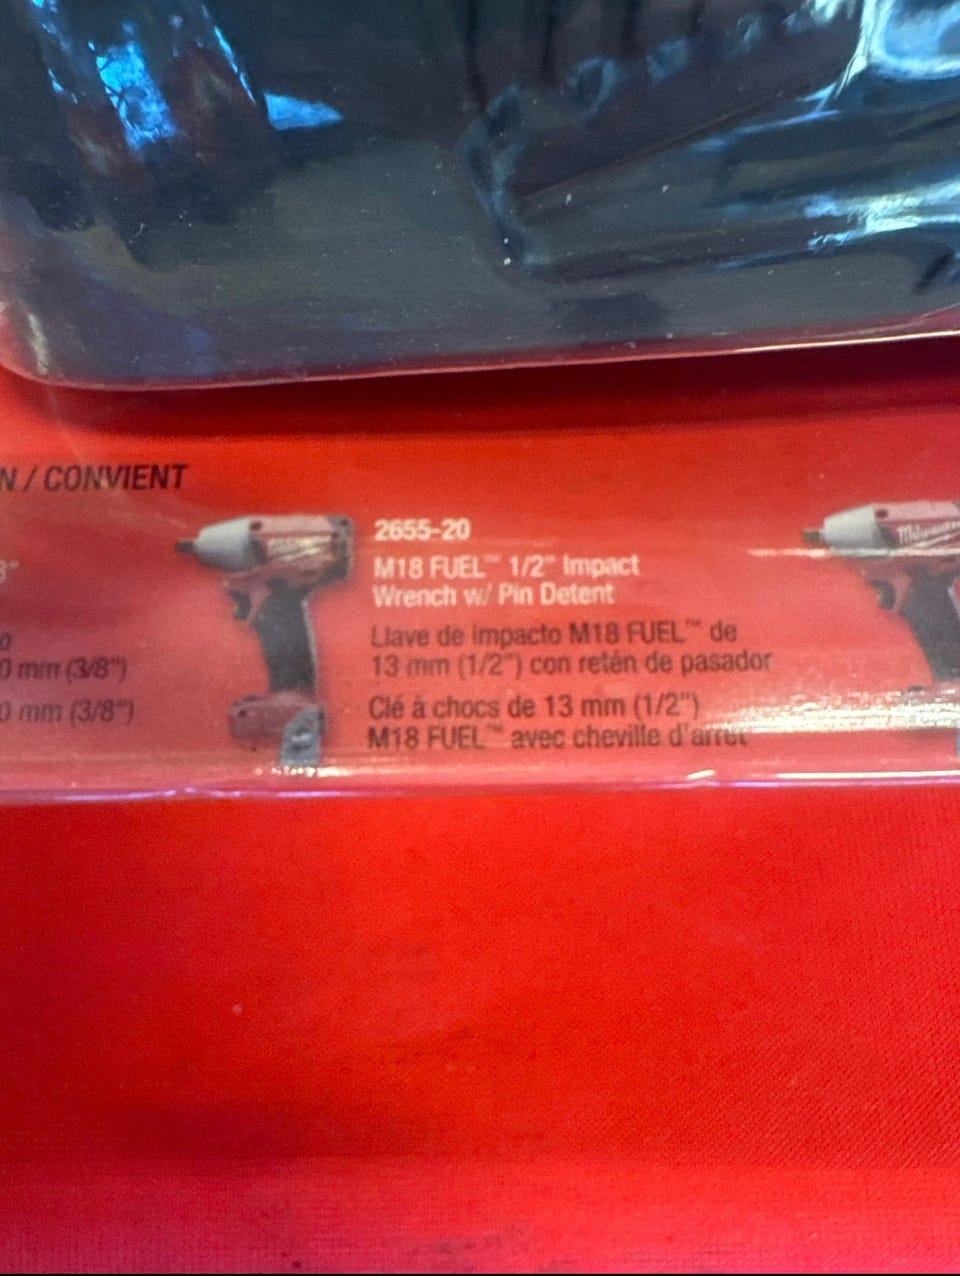 N / CONVIENT
0 mm (3/8")
0 mm (3/8")
2655-20
M18 FUEL™ 1/2" Impact
Wrench w/ Pin Detent
Llave de impacto M18 FUEL™ de
13 mm (1/2") con retén de pasador
Clé à chocs de 13 mm (1/2")
M18 FUEL™ avec cheville d'arrêt
Milwaukee